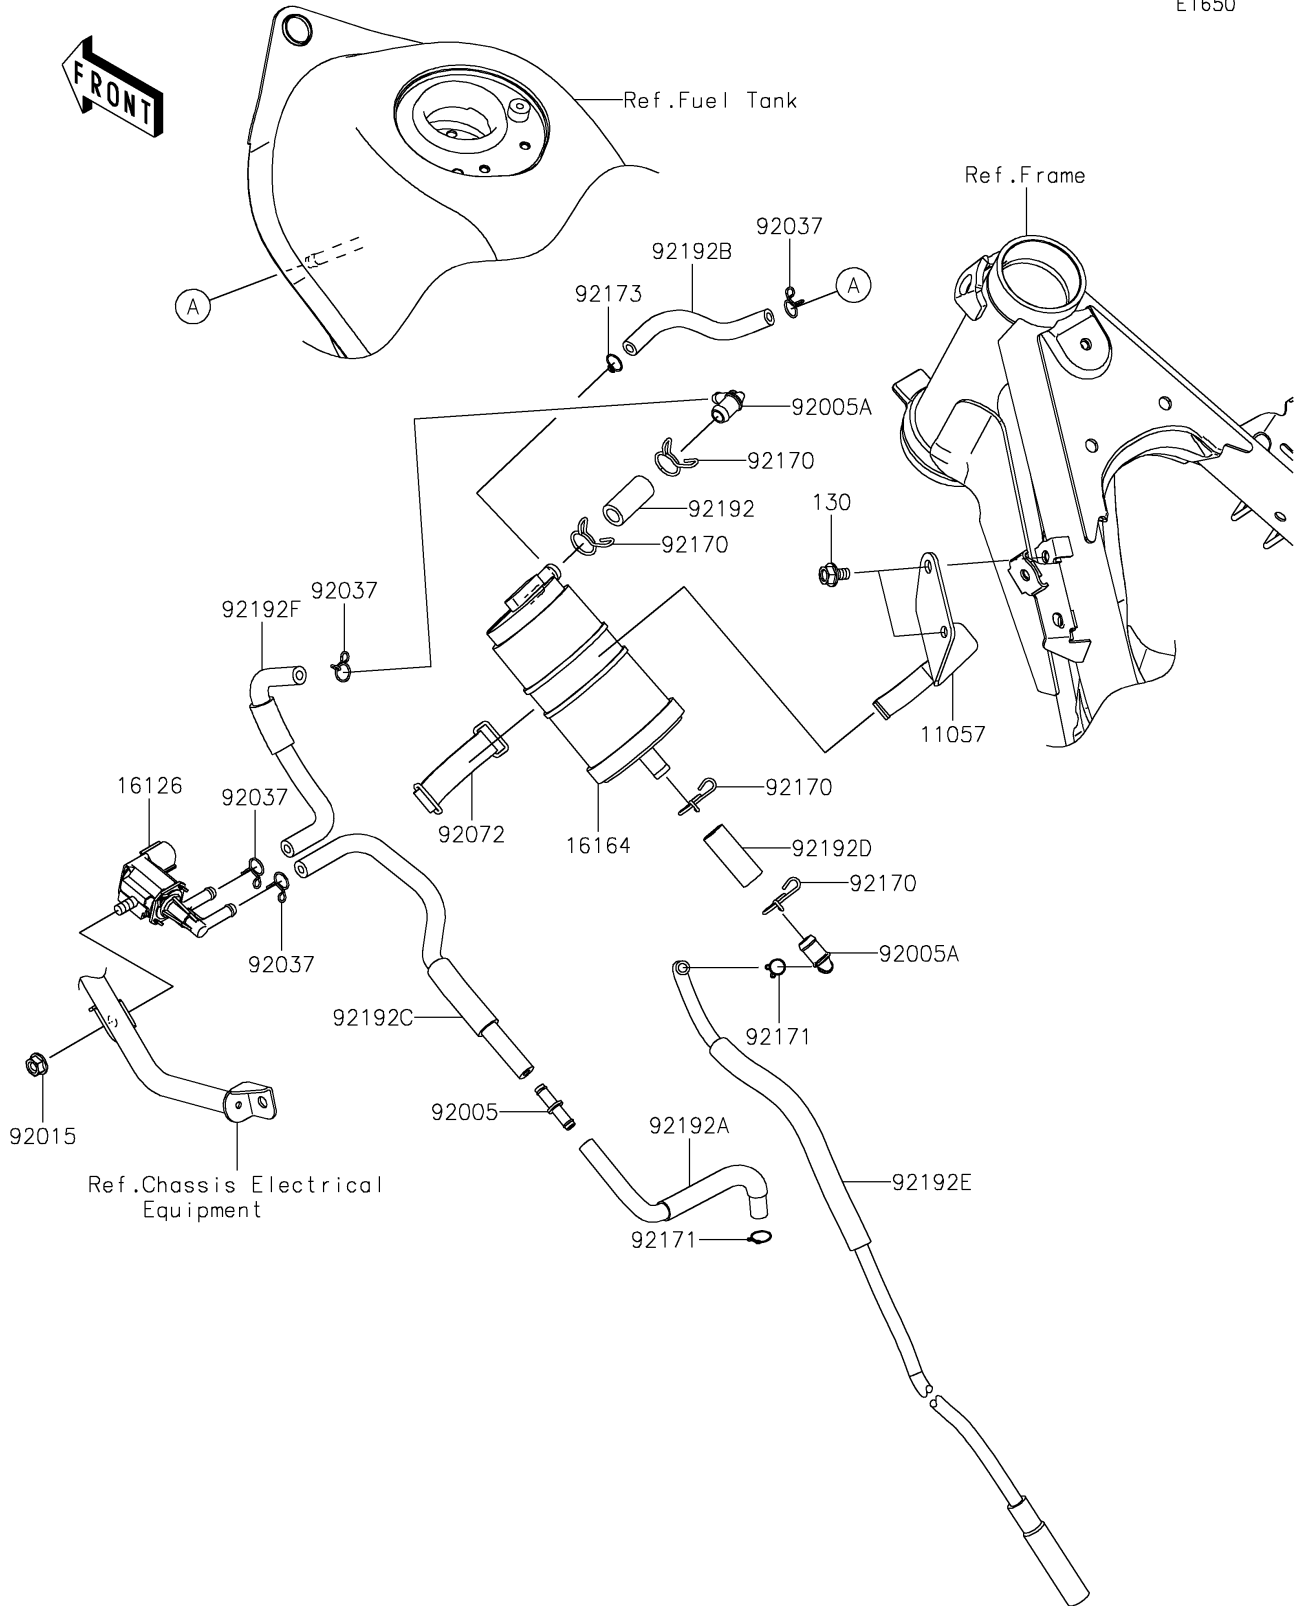 E1650
FRONT
Ref.Fuel Tank
Ref.Frame
92037
92192B
A
A
92173
92005A
92170
92192
130
92170
92037
92192F
11057
92170
16126
92037
92072
16164
92192D
92170
92005A
92037
92192C
92171
92005
92192A
92015
Ref.Chassis Electrical
Equipment
92192E
92171